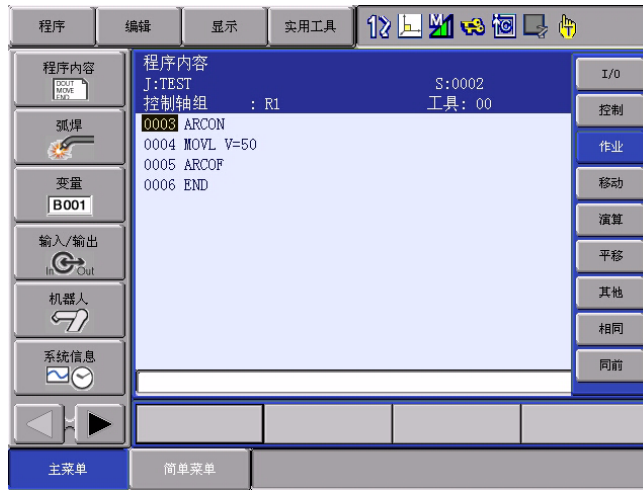 程序 编辑 显示 实用工具
程序内容
DOUT
MOVE
END
弧焊
变量
B001
输入/输出
In Out
机器人
系统信息
程序内容
J:TEST S:0002
控制轴组 : R1 工具: 00
0003 ARCON
0004 MOVL V=50
0005 ARCOF
0006 END
I/O
控制
作业
移动
演算
平移
其他
相同
同前
主菜单 简单菜单